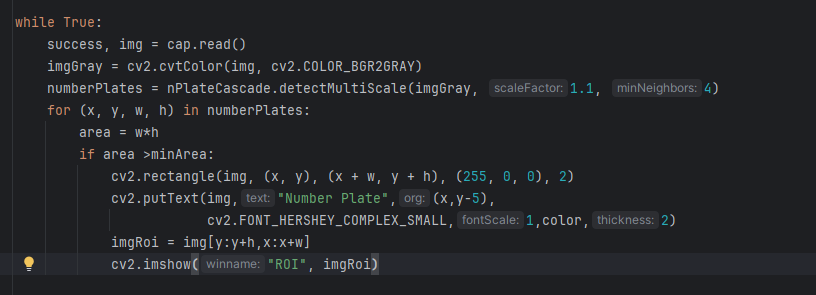 while True:
    success, img = cap.read()
    imgGray = cv2.cvtColor(img, cv2.COLOR_BGR2GRAY)
    numberPlates = nPlateCascade.detectMultiScale(imgGray, scaleFactor: 1.1, minNeighbors: 4)
    for (x, y, w, h) in numberPlates:
        area = w*h
        if area >minArea:
            cv2.rectangle(img, (x, y), (x + w, y + h), (255, 0, 0), 2)
            cv2.putText(img, text: "Number Plate", org: (x,y-5),
                        cv2.FONT_HERSHEY_COMPLEX_SMALL, fontScale: 1,color, thickness: 2)
            imgRoi = img[y:y+h,x:x+w]
            cv2.imshow( winname: "ROI", imgRoi)